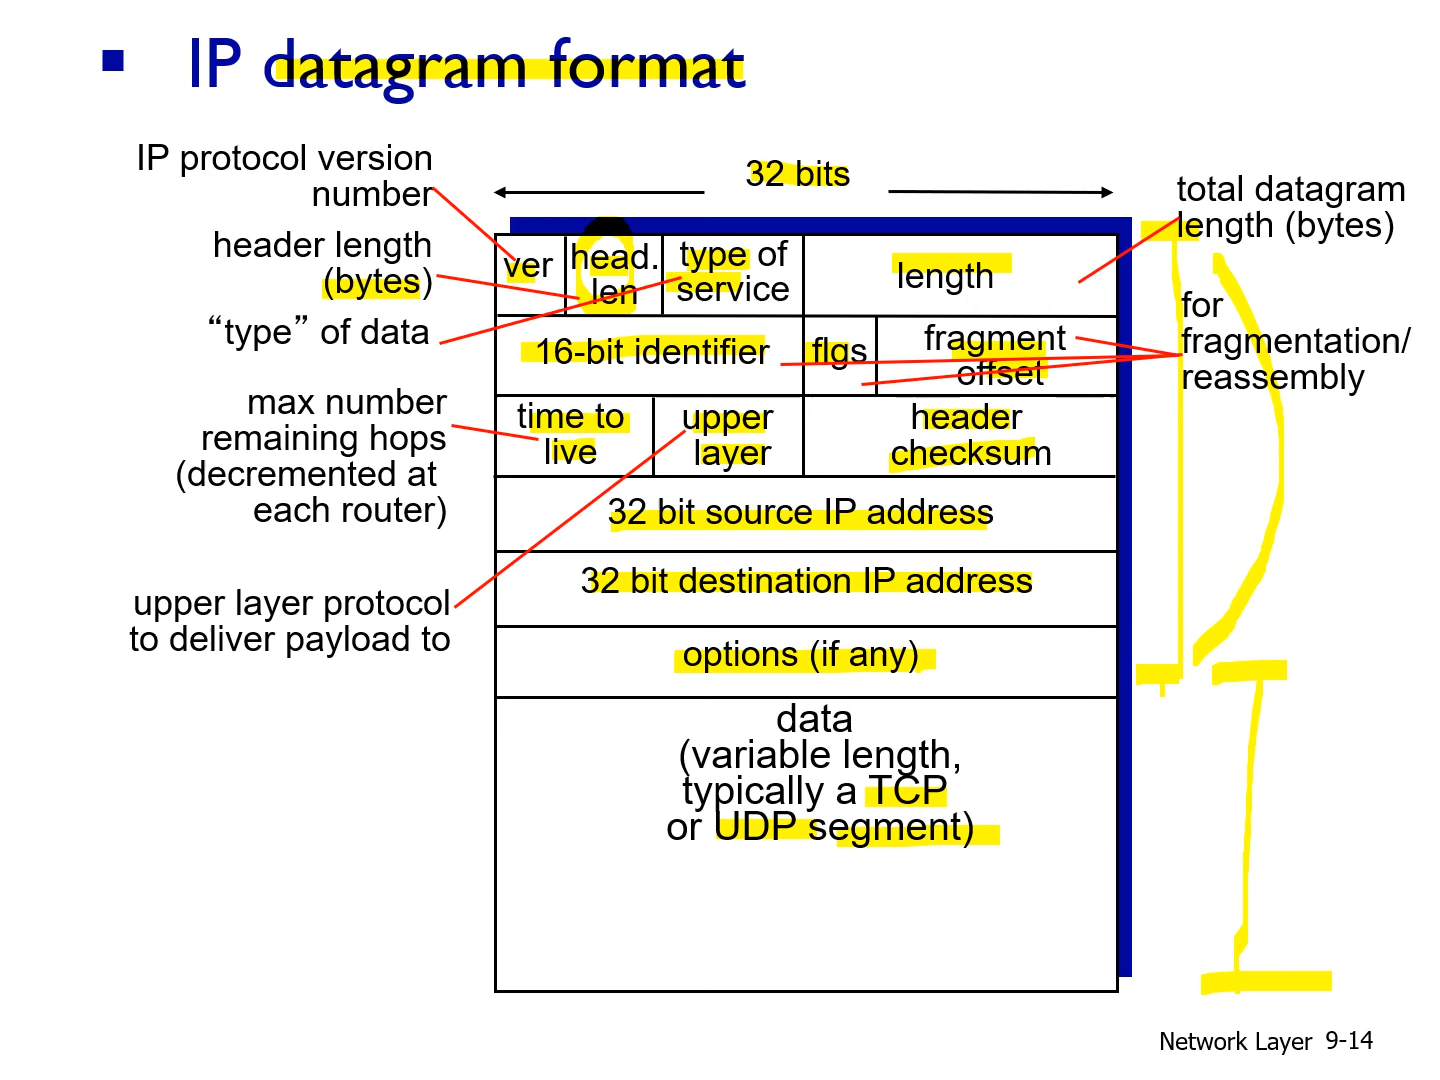 ▪ IP datagram format
IP protocol version
number
header length
(bytes)
“type” of data
max number
remaining hops
(decremented at
each router)
upper layer protocol
to deliver payload to
32 bits
ver
head.
len
type of
service
length
16-bit identifier
flgs
fragment
offset
time to
live
upper
layer
header
checksum
32 bit source IP address
32 bit destination IP address
options (if any)
data
(variable length,
typically a TCP
or UDP segment)
total datagram
length (bytes)
for
fragmentation/
reassembly
Network Layer 9-14